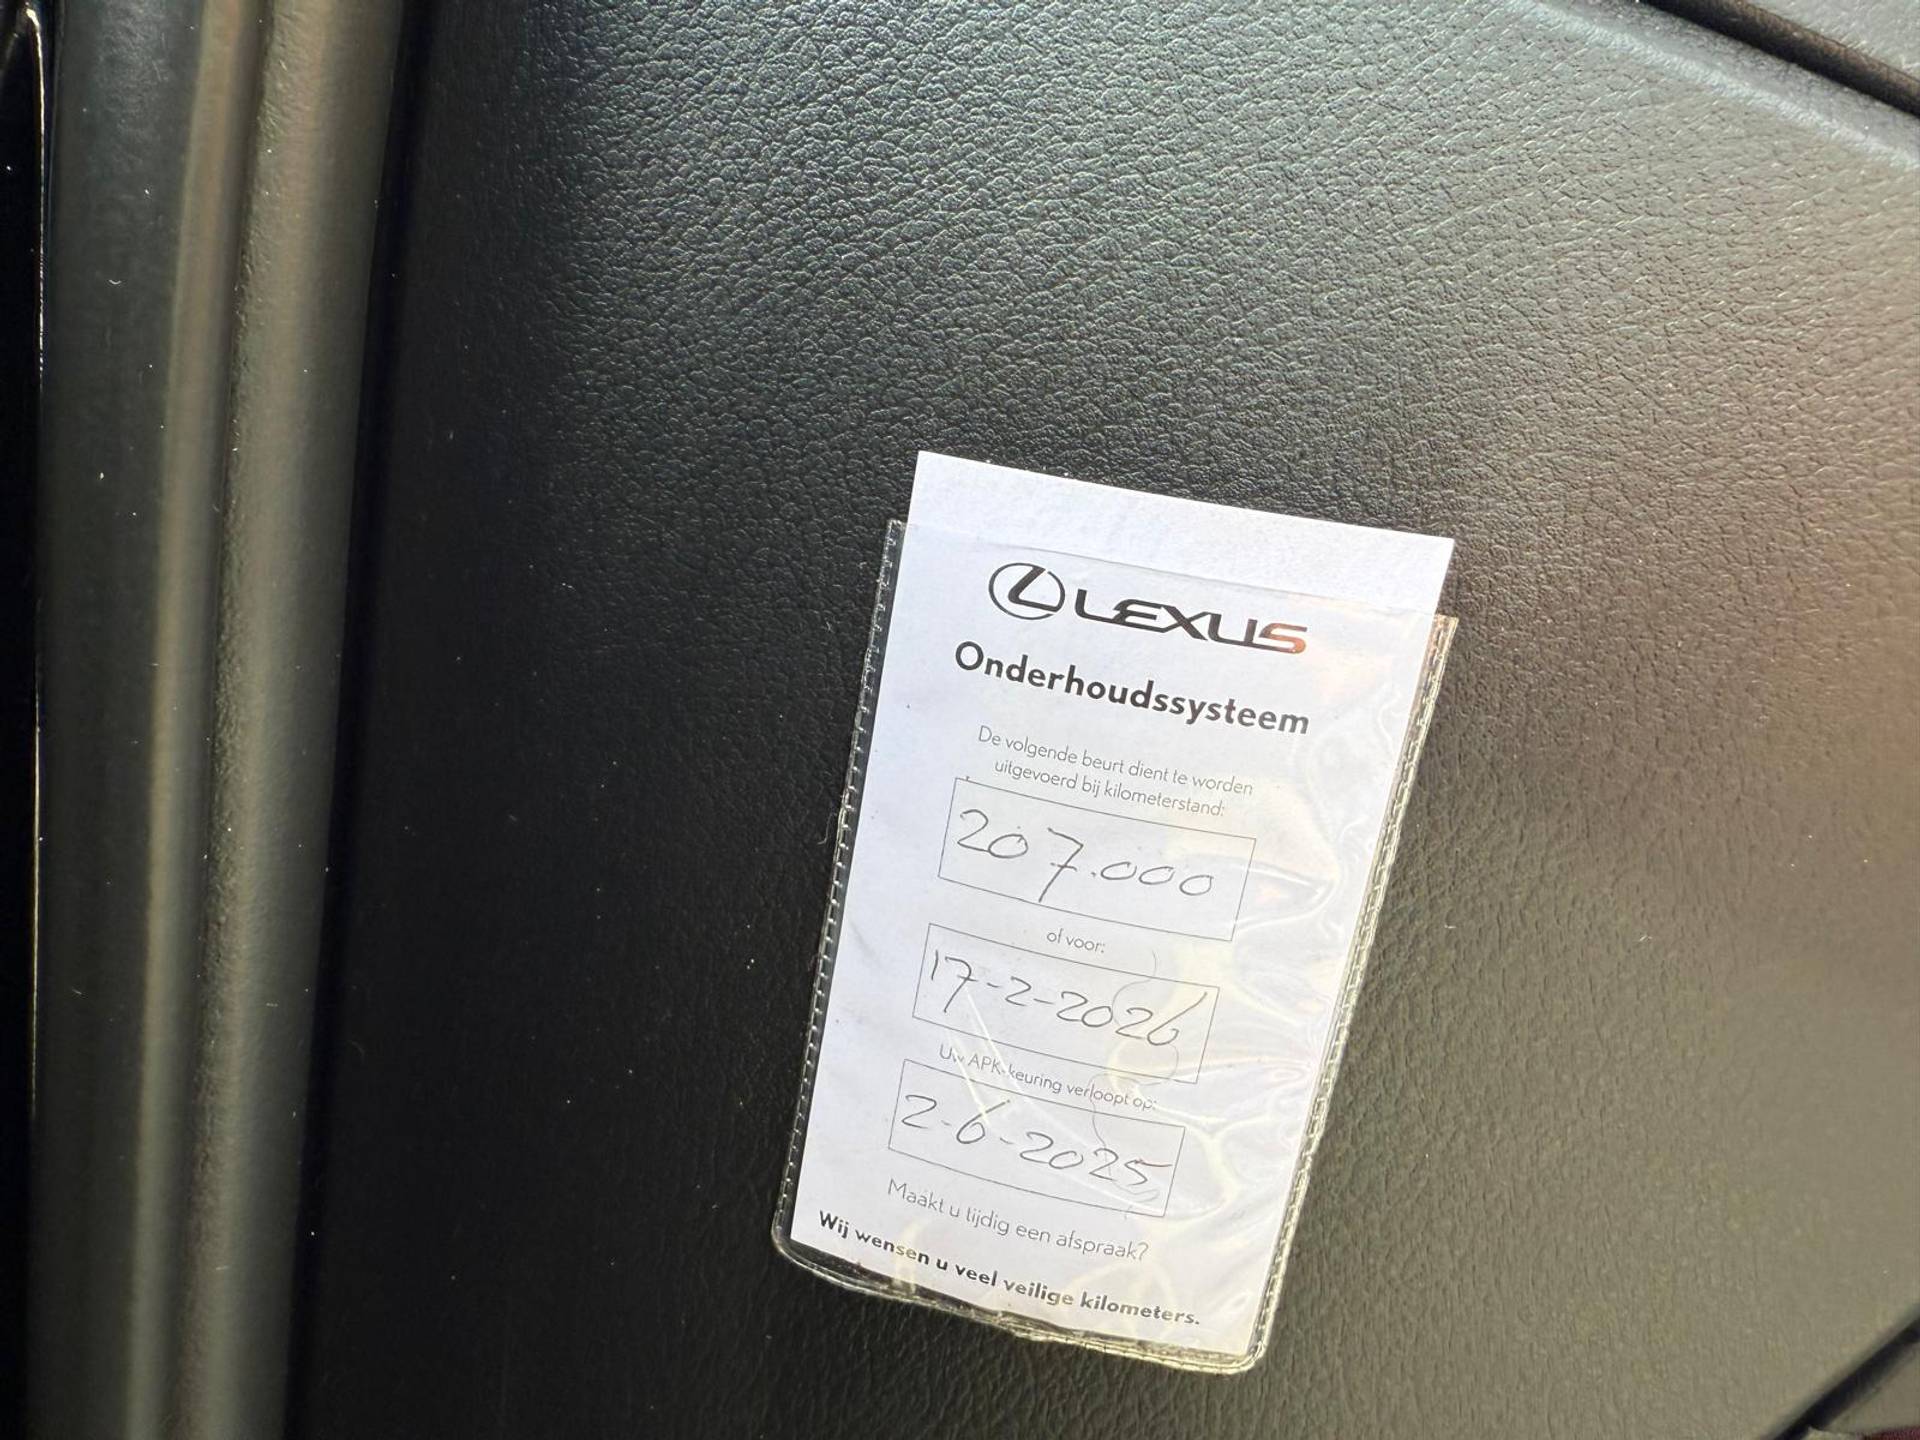 LEXUS
Onderhoudssysteem
De volgende beurt dient te worden
uitgevoerd bij kilometerstand:
207.000
of voor:
17-2-2026
Uw APK-keuring verloopt op:
2-6-2025
Maakt u tijdig een afspraak?
Wij wensen u veel veilige kilometers.